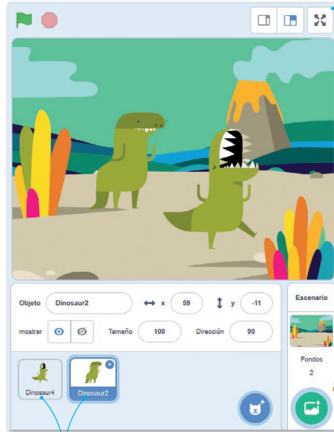 Objeto Dinosaur2 x 59 y -11
mostrar Tamaño 100 Dirección 90
Dinosaur4 Dinosaur2
Escenario
Fondos
2